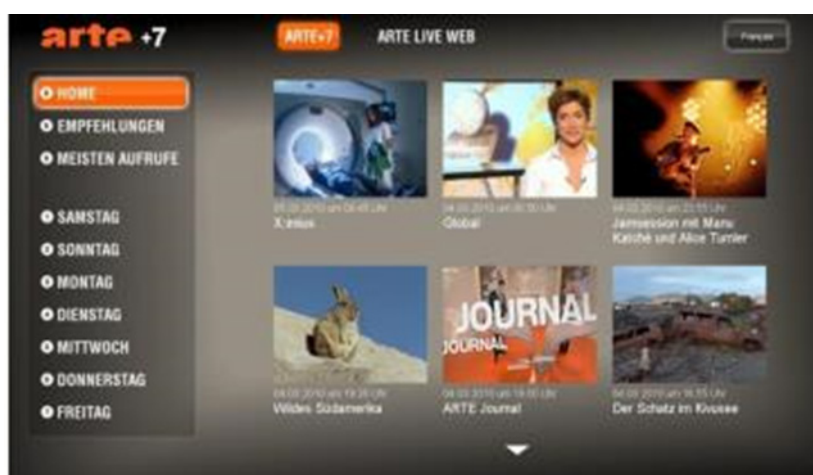 arte +7
ARTE+7
ARTE LIVE WEB
Français
HOME
EMPFEHLUNGEN
MEISTEN AUFRUFE
SAMSTAG
SONNTAG
MONTAG
DIENSTAG
MITTWOCH
DONNERSTAG
FREITAG
X:enius
Global
Jamsession mit Manu
Katché und Alice
JOURNAL
JOURNAL
Wildes Südamerika
ARTE Journal
Der Schatz im Kivusee